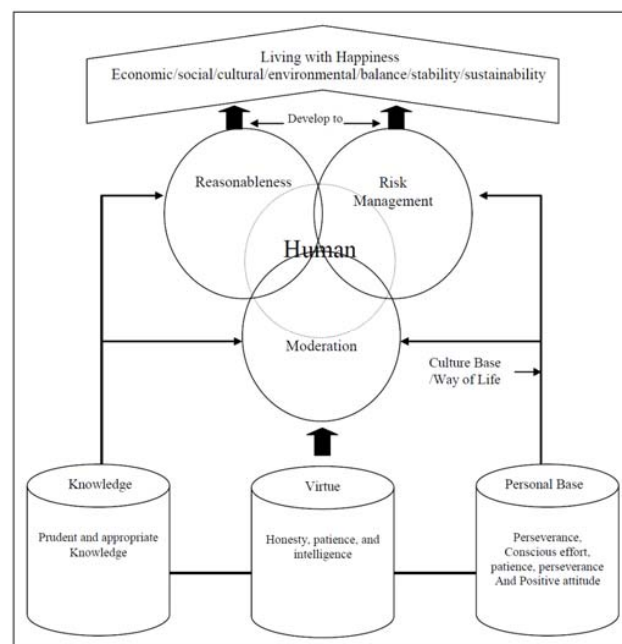 Living with Happiness
Economic/social/cultural/environmental/balance/stability/sustainability
Develop to
Reasonableness
Risk
Management
Human
Moderation
Culture Base
/Way of Life
Knowledge
Prudent and appropriate
Knowledge
Virtue
Honesty, patience, and
intelligence
Personal Base
Perseverance,
Conscious effort,
patience, perseverance
And Positive attitude